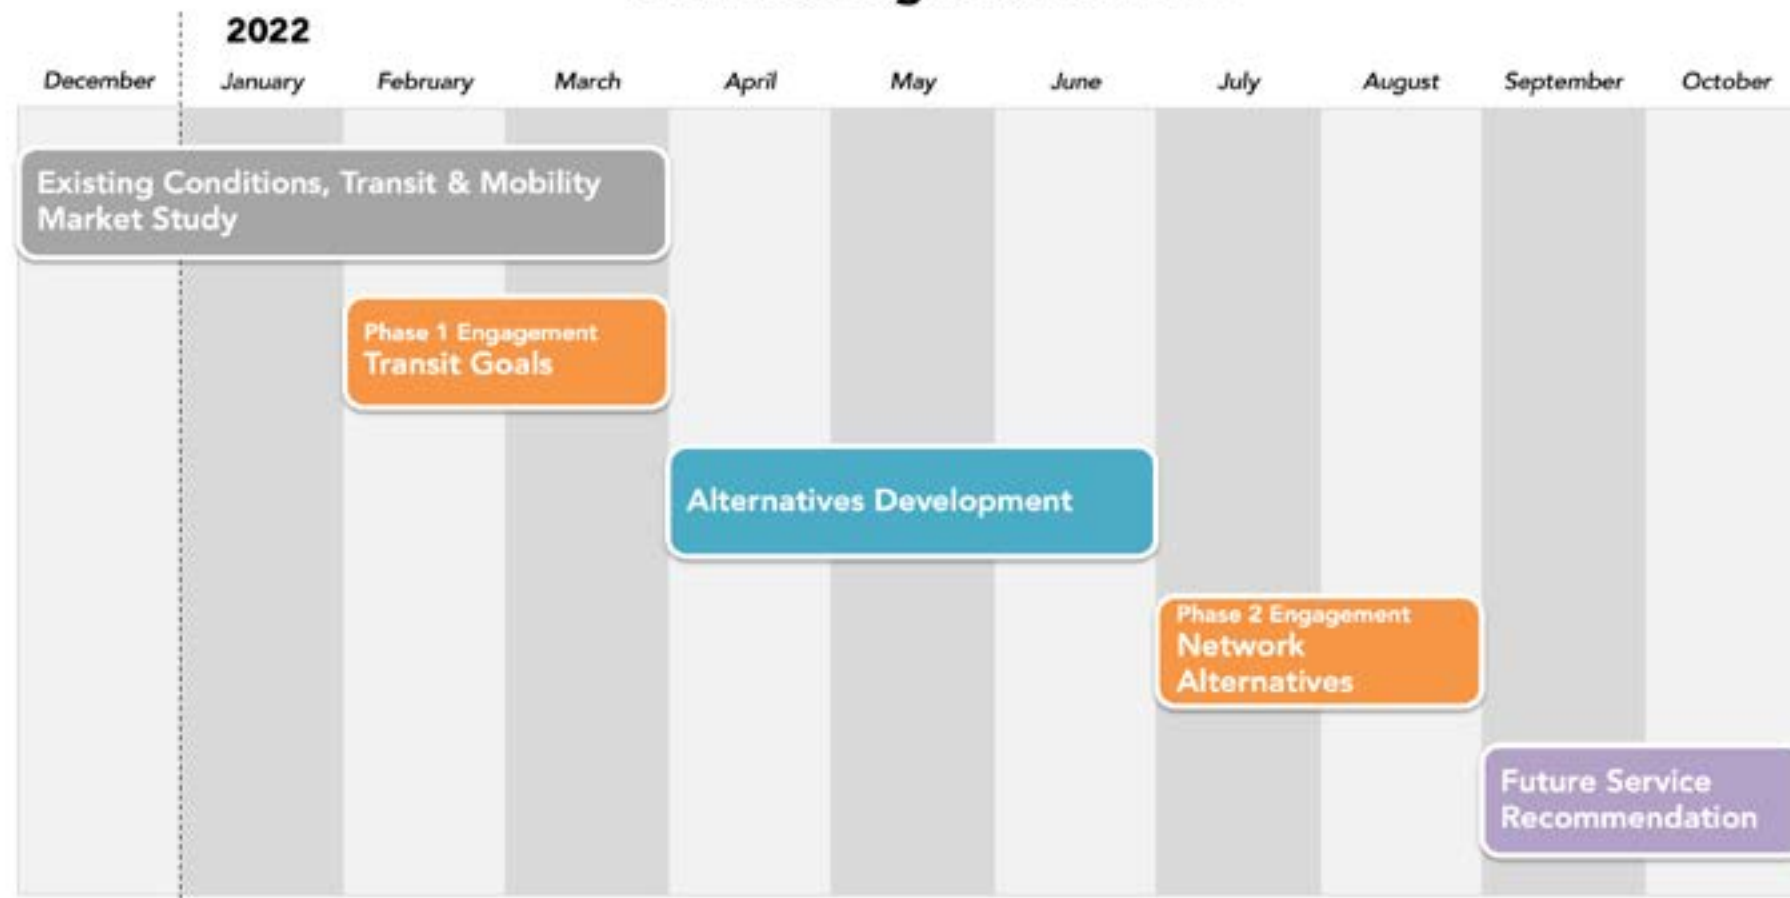 2022
December January February March April May June July August September October
Existing Conditions, Transit & Mobility
Market Study
Phase 1 Engagement
Transit Goals
Alternatives Development
Phase 2 Engagement
Network
Alternatives
Future Service
Recommendation